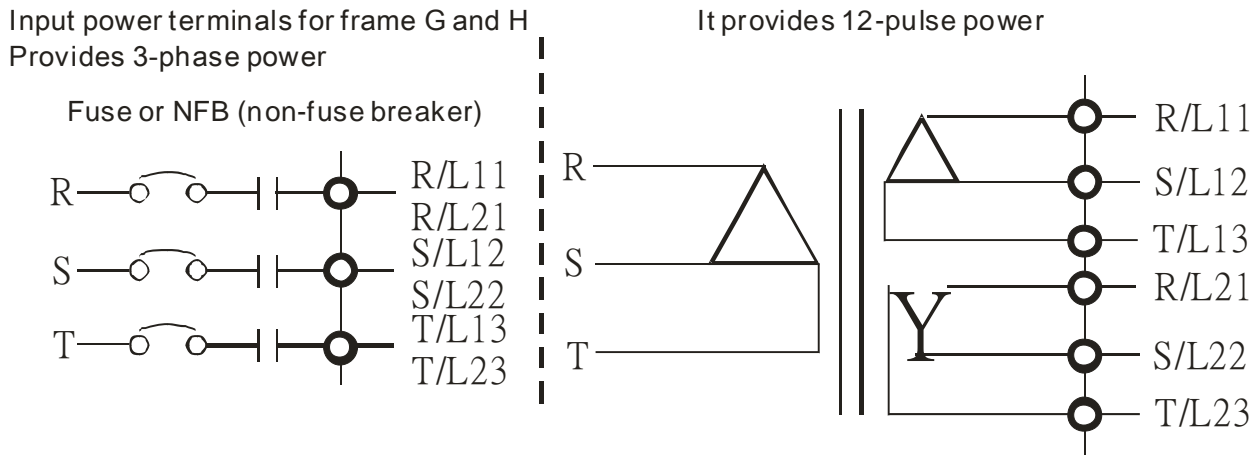 Input power terminals for frame G and H
Provides 3-phase power
Fuse or NFB (non-fuse breaker)
R
R/L11
R/L21
S
S/L12
S/L22
T
T/L13
T/L23
It provides 12-pulse power
R
S
T
Y
R/L11
S/L12
T/L13
R/L21
S/L22
T/L23